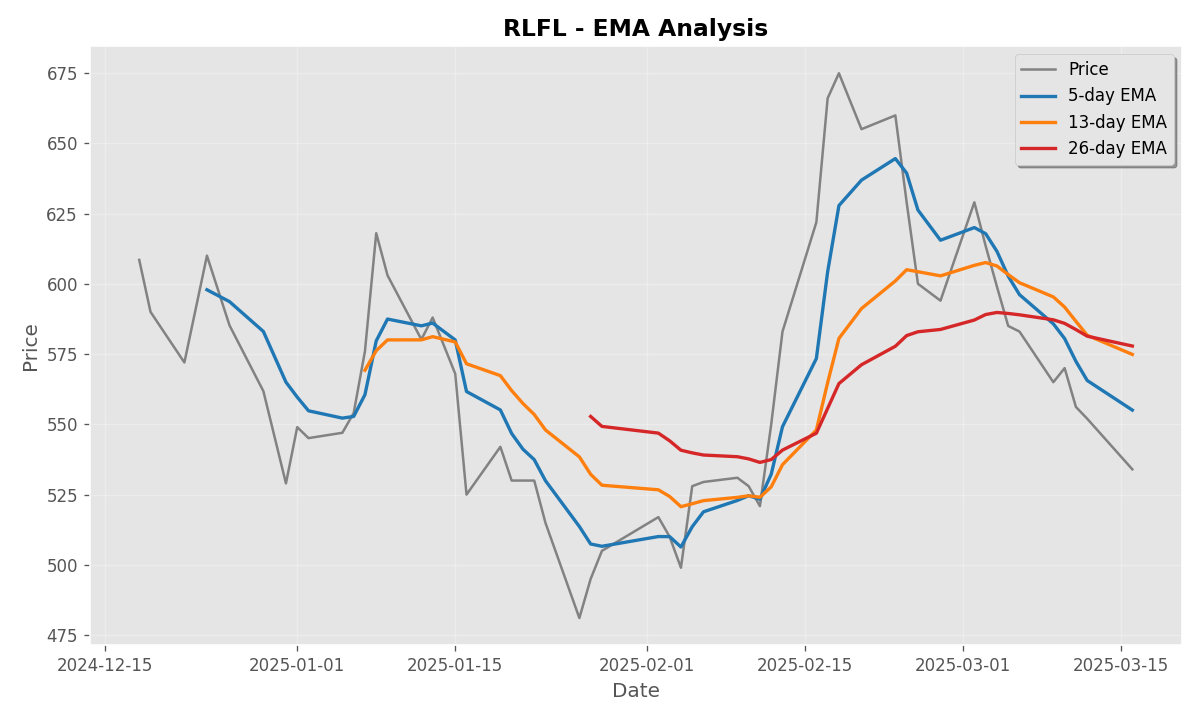 RLFL - EMA Analysis
Price
5-day EMA
13-day EMA
26-day EMA
Price
675
650
625
600
575
550
525
500
475
2024-12-15
2025-01-01
2025-01-15
2025-02-01
2025-02-15
2025-03-01
2025-03-15
Date